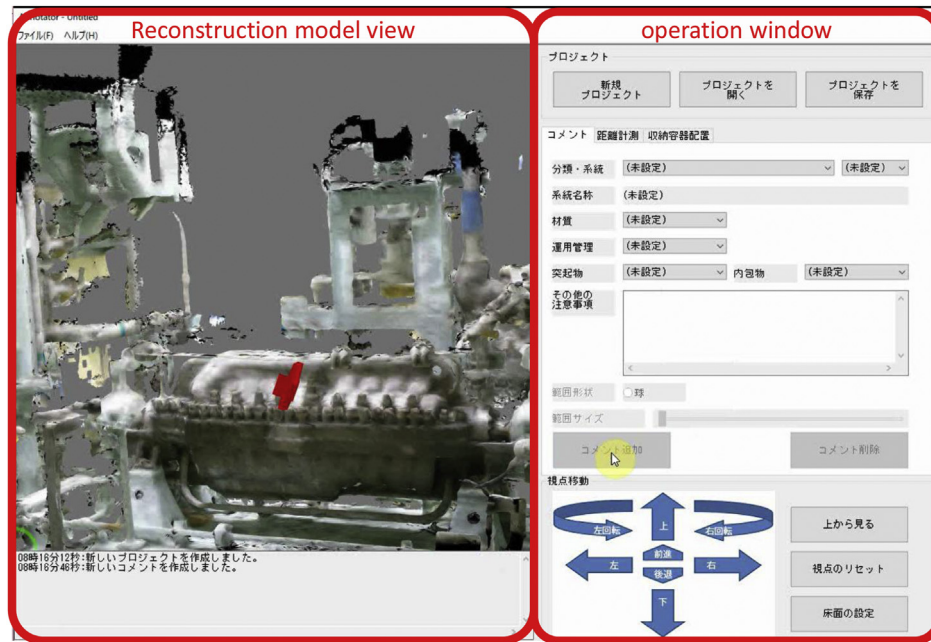 Reconstruction model view
operation window
Annotator - Untitled
ファイル(F) ヘルプ(H)
プロジェクト
新規
プロジェクト
プロジェクトを
開く
プロジェクトを
保存
コメント 距離計測 収納容器配置
分類・系統 (未設定) (未設定)
系統名称 (未設定)
材質 (未設定)
運用管理 (未設定)
突起物 (未設定) 内包物 (未設定)
その他の
注意事項
範囲形状 球
範囲サイズ
コメント追加 コメント削除
視点移動
左回転 上 右回転
上から見る
前進
左 右
後退
視点のリセット
下
床面の設定
08時16分12秒:新しいプロジェクトを作成しました。
08時16分46秒:新しいコメントを作成しました。